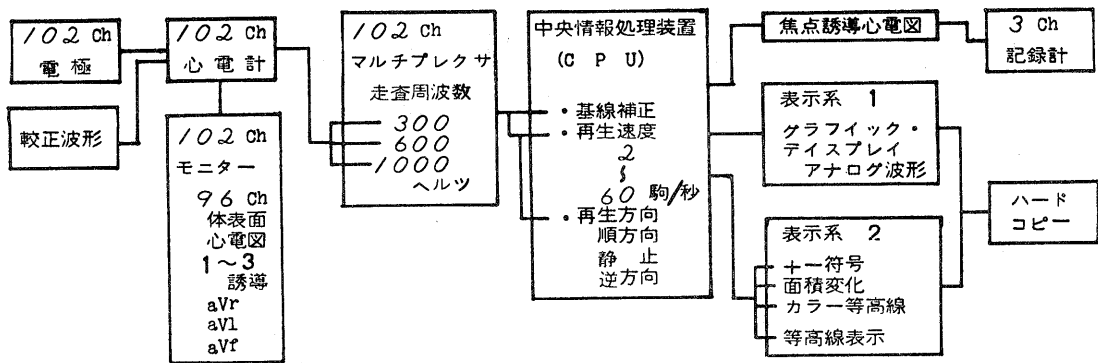 102 Ch
電極
較正波形
102 Ch
心電計
102 Ch
モニター
96 Ch
体表面
心電図
1～3
誘導
aVr
aVl
aVf
102 Ch
マルチプレクサ
走査周波数
300
600
1000
ヘルツ
中央情報処理装置
(CPU)
・基線補正
・再生速度
2
〜
60 駒/秒
・再生方向
順方向
静止
逆方向
焦点誘導心電図
3 Ch
記録計
表示系 1
グラフイック・
デイスプレイ
アナログ波形
表示系 2
+−符号
面積変化
カラー等高線
等高線表示
ハード
コピー